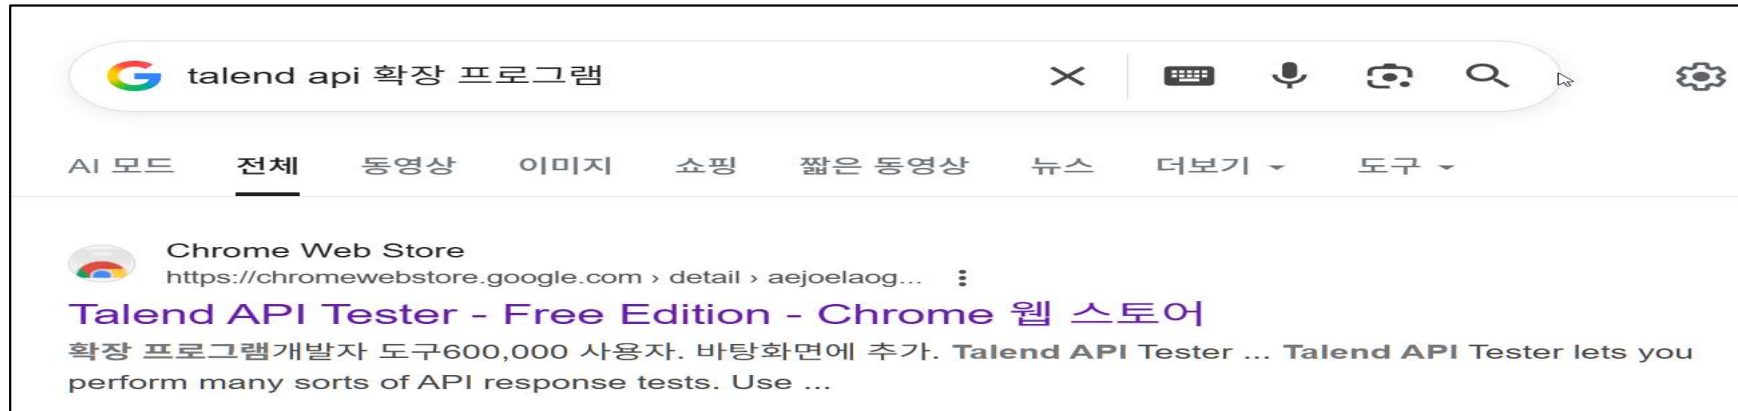 talend api 확장 프로그램
AI 모드 전체 동영상 이미지 쇼핑 짧은 동영상 뉴스 더보기 도구
Chrome Web Store
https://chromewebstore.google.com › detail › aejoelaog...
Talend API Tester - Free Edition - Chrome 웹 스토어
확장 프로그램개발자 도구600,000 사용자. 바탕화면에 추가. Talend API Tester ... Talend API Tester lets you
perform many sorts of API response tests. Use ...